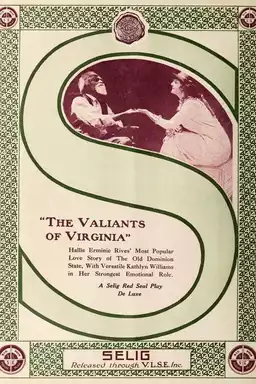 "THE VALIANTS
OF VIRGINIA"
Hallie Erminie Rives' Most Popular
Love Story of The Old Dominion
State, With Versatile Kathlyn Williams
in Her Strongest Emotional Role.
A Selig Red Seal Play
De Luxe
SELIG
Released through V.L.S.E. Inc.